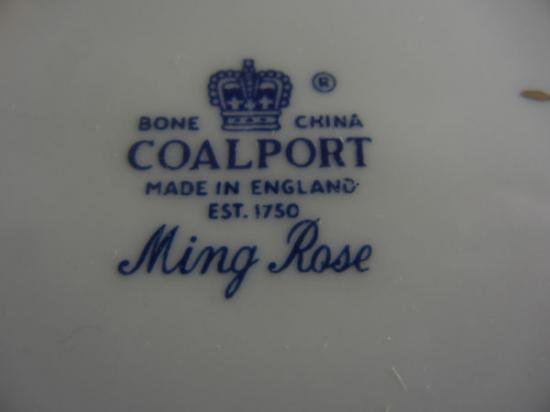 ®
BONE CHINA
COALPORT
MADE IN ENGLAND
EST. 1750
Ming Rose